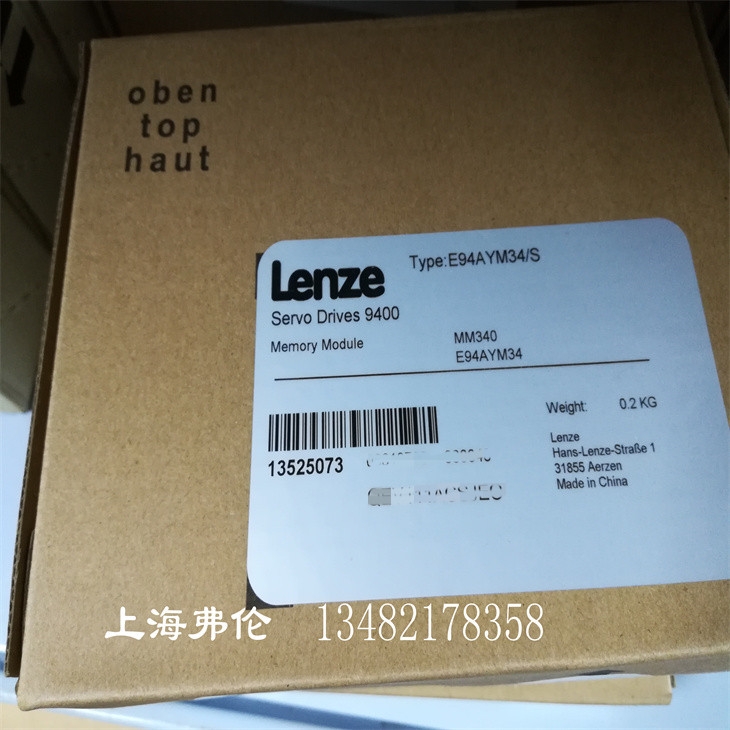 oben
top
haut
Lenze
Type:E94AYM34/S
Servo Drives 9400
Memory Module
MM340
E94AYM34
Weight: 0.2 KG
13525073
Lenze
Hans-Lenze-Straße 1
31855 Aerzen
Made in China
上海弗伦 13482178358